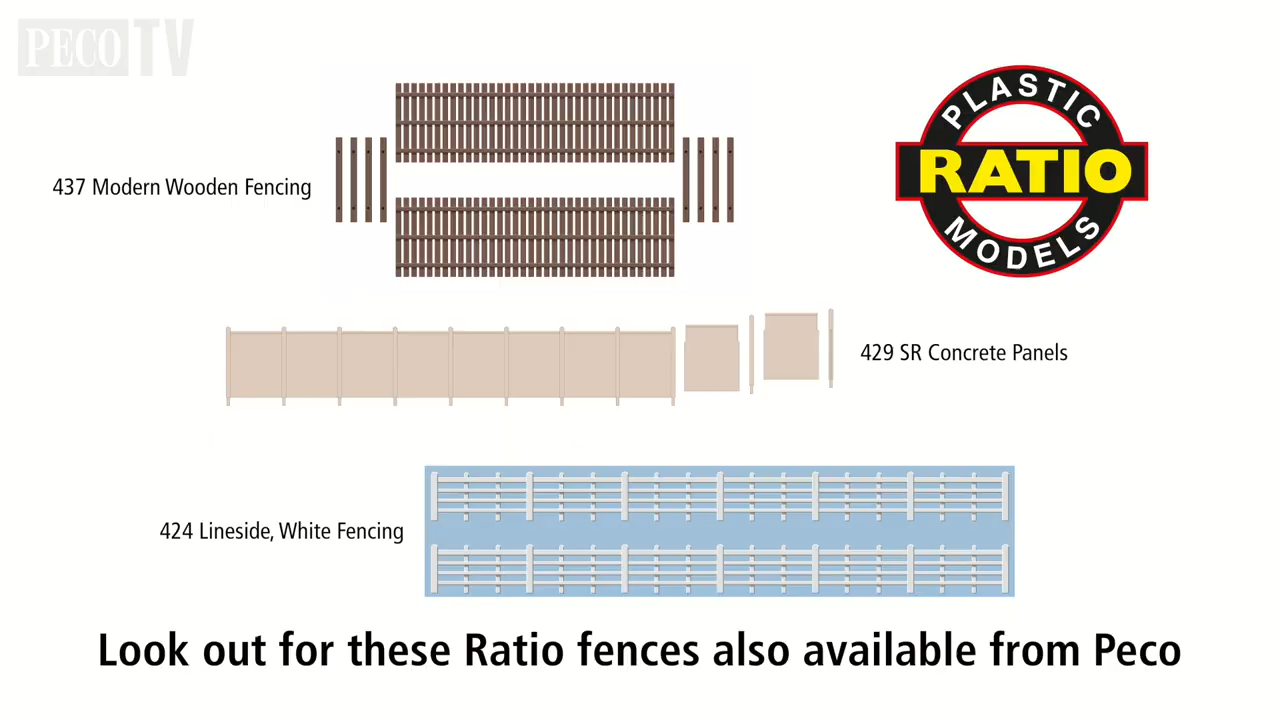 PECO TV
PLASTIC
RATIO
MODELS
437 Modern Wooden Fencing
429 SR Concrete Panels
424 Lineside, White Fencing
Look out for these Ratio fences also available from Peco